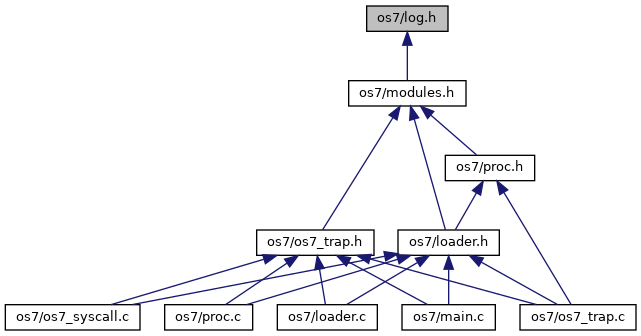 os7/log.h
os7/modules.h
os7/proc.h
os7/os7_trap.h
os7/loader.h
os7/os7_syscall.c
os7/proc.c
os7/loader.c
os7/main.c
os7/os7_trap.c